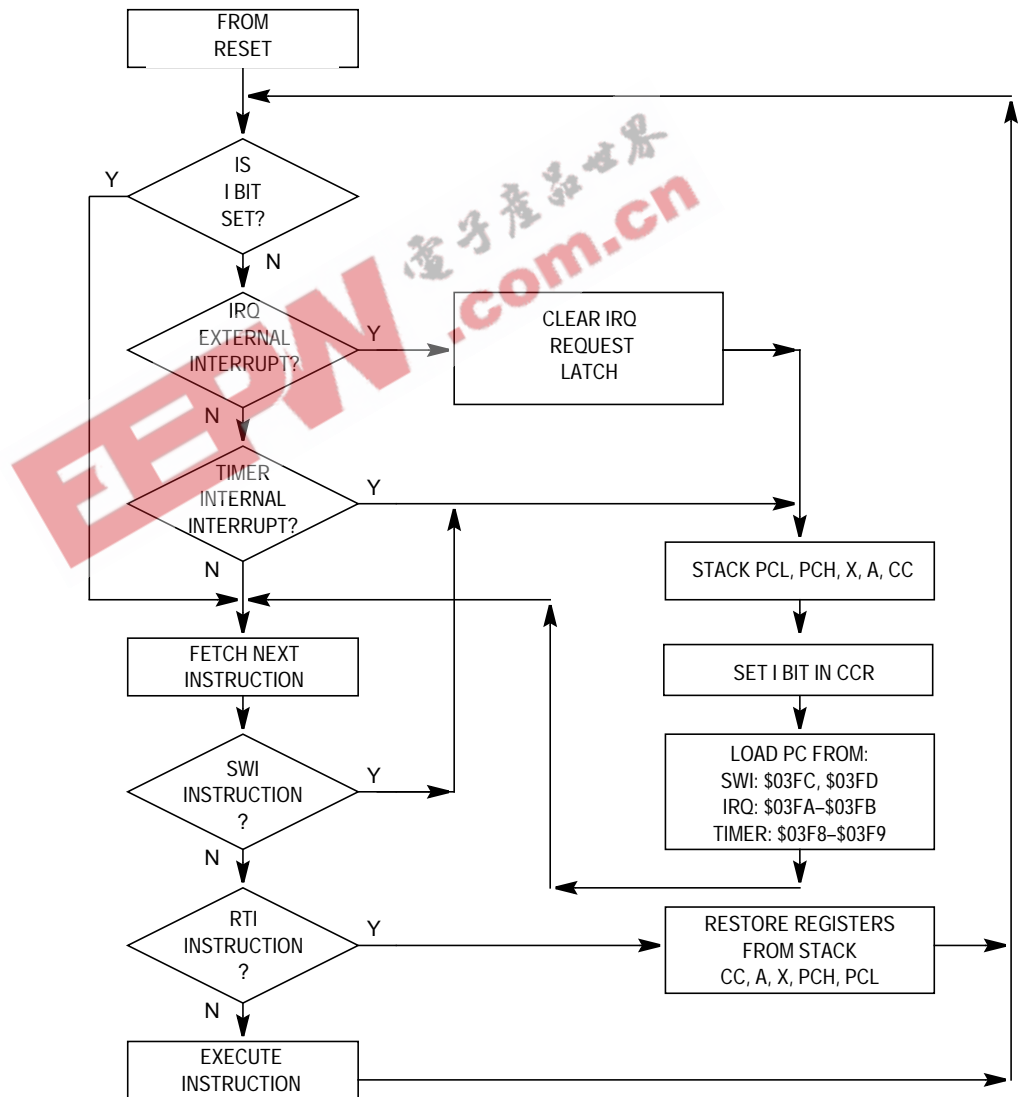 FROM
RESET
IS
I BIT
SET?
Y
N
IRQ
EXTERNAL
INTERRUPT?
Y
N
CLEAR IRQ
REQUEST
LATCH
TIMER
INTERNAL
INTERRUPT?
Y
N
STACK PCL, PCH, X, A, CC
FETCH NEXT
INSTRUCTION
SET I BIT IN CCR
SWI
INSTRUCTION
?
Y
N
LOAD PC FROM:
SWI: $03FC, $03FD
IRQ: $03FA–$03FB
TIMER: $03F8–$03F9
RTI
INSTRUCTION
?
Y
N
RESTORE REGISTERS
FROM STACK
CC, A, X, PCH, PCL
EXECUTE
INSTRUCTION
EEPW.com.cn
電子產品世界